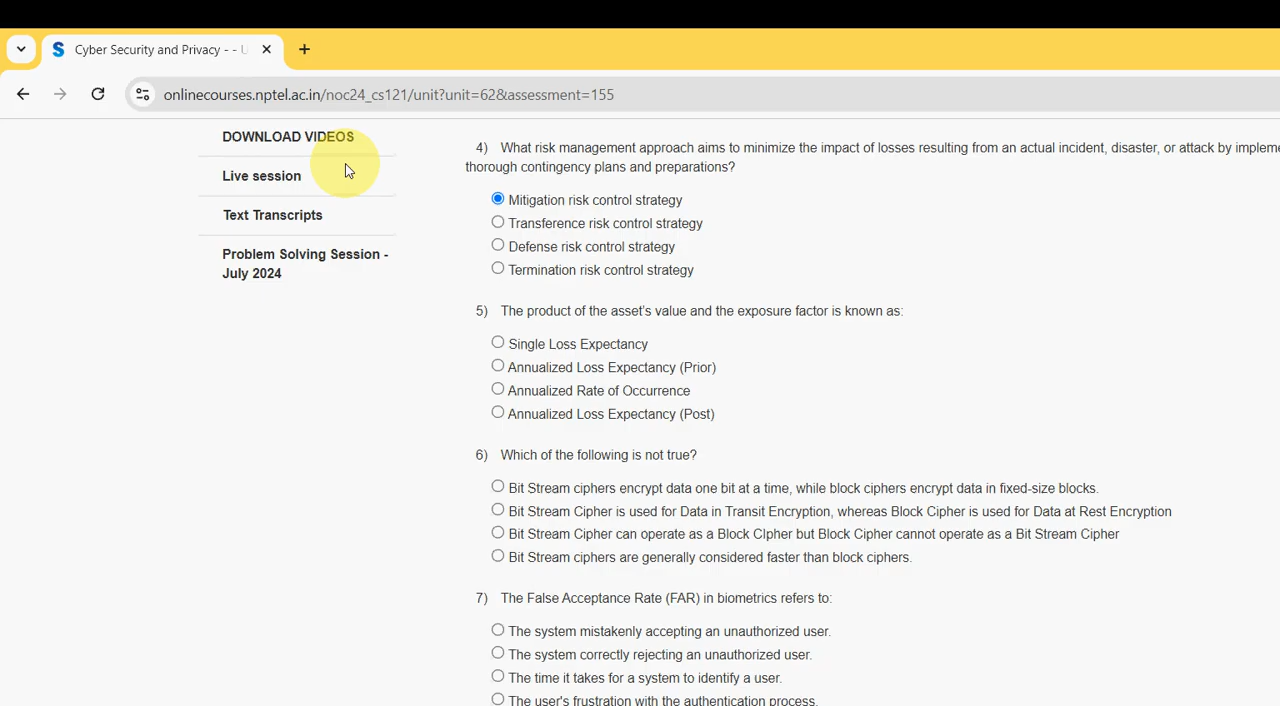 Cyber Security and Privacy - - U
onlinecourses.nptel.ac.in/noc24_cs121/unit?unit=62&assessment=155
DOWNLOAD VIDEOS
Live session
Text Transcripts
Problem Solving Session -
July 2024
4) What risk management approach aims to minimize the impact of losses resulting from an actual incident, disaster, or attack by impleme
thorough contingency plans and preparations?
Mitigation risk control strategy
Transference risk control strategy
Defense risk control strategy
Termination risk control strategy
5) The product of the asset's value and the exposure factor is known as:
Single Loss Expectancy
Annualized Loss Expectancy (Prior)
Annualized Rate of Occurrence
Annualized Loss Expectancy (Post)
6) Which of the following is not true?
Bit Stream ciphers encrypt data one bit at a time, while block ciphers encrypt data in fixed-size blocks.
Bit Stream Cipher is used for Data in Transit Encryption, whereas Block Cipher is used for Data at Rest Encryption
Bit Stream Cipher can operate as a Block CIpher but Block Cipher cannot operate as a Bit Stream Cipher
Bit Stream ciphers are generally considered faster than block ciphers.
7) The False Acceptance Rate (FAR) in biometrics refers to:
The system mistakenly accepting an unauthorized user.
The system correctly rejecting an unauthorized user.
The time it takes for a system to identify a user.
The user's frustration with the authentication process.